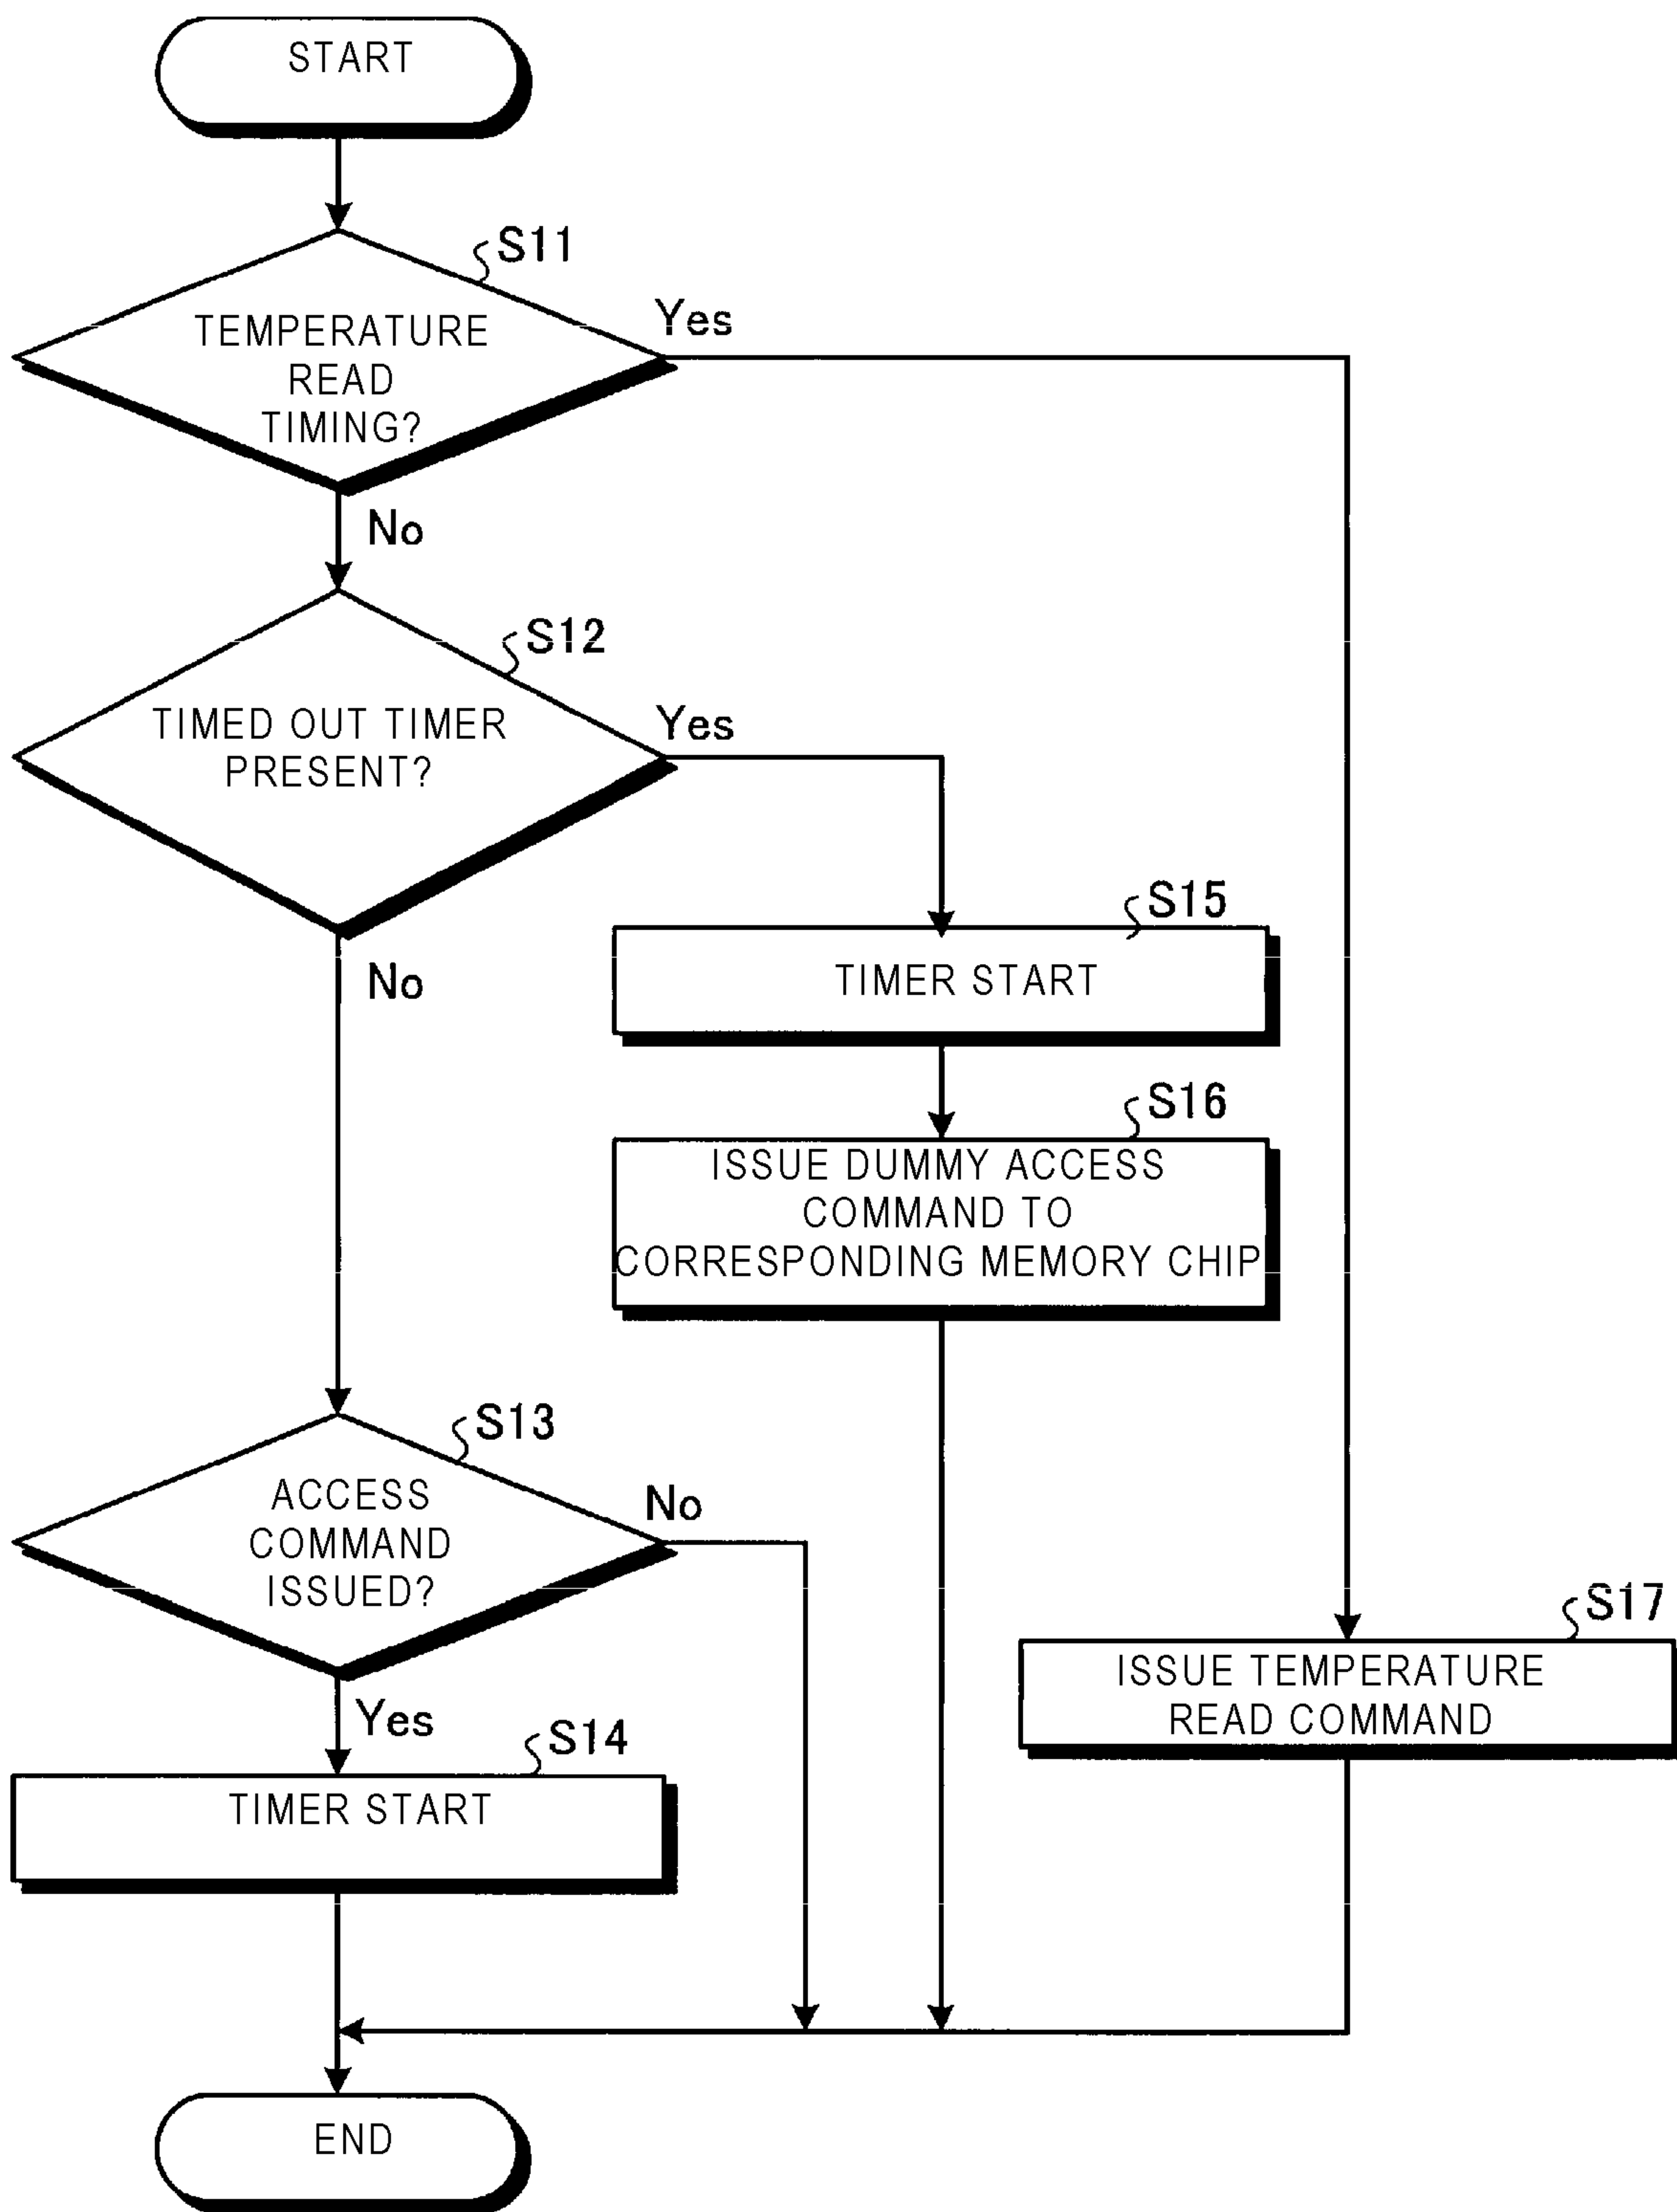 START
S11
TEMPERATURE
READ
TIMING?
Yes
No
S12
TIMED OUT TIMER
PRESENT?
Yes
No
S15
TIMER START
S16
ISSUE DUMMY ACCESS
COMMAND TO
CORRESPONDING MEMORY CHIP
S13
ACCESS
COMMAND
ISSUED?
No
Yes
S14
TIMER START
S17
ISSUE TEMPERATURE
READ COMMAND
END